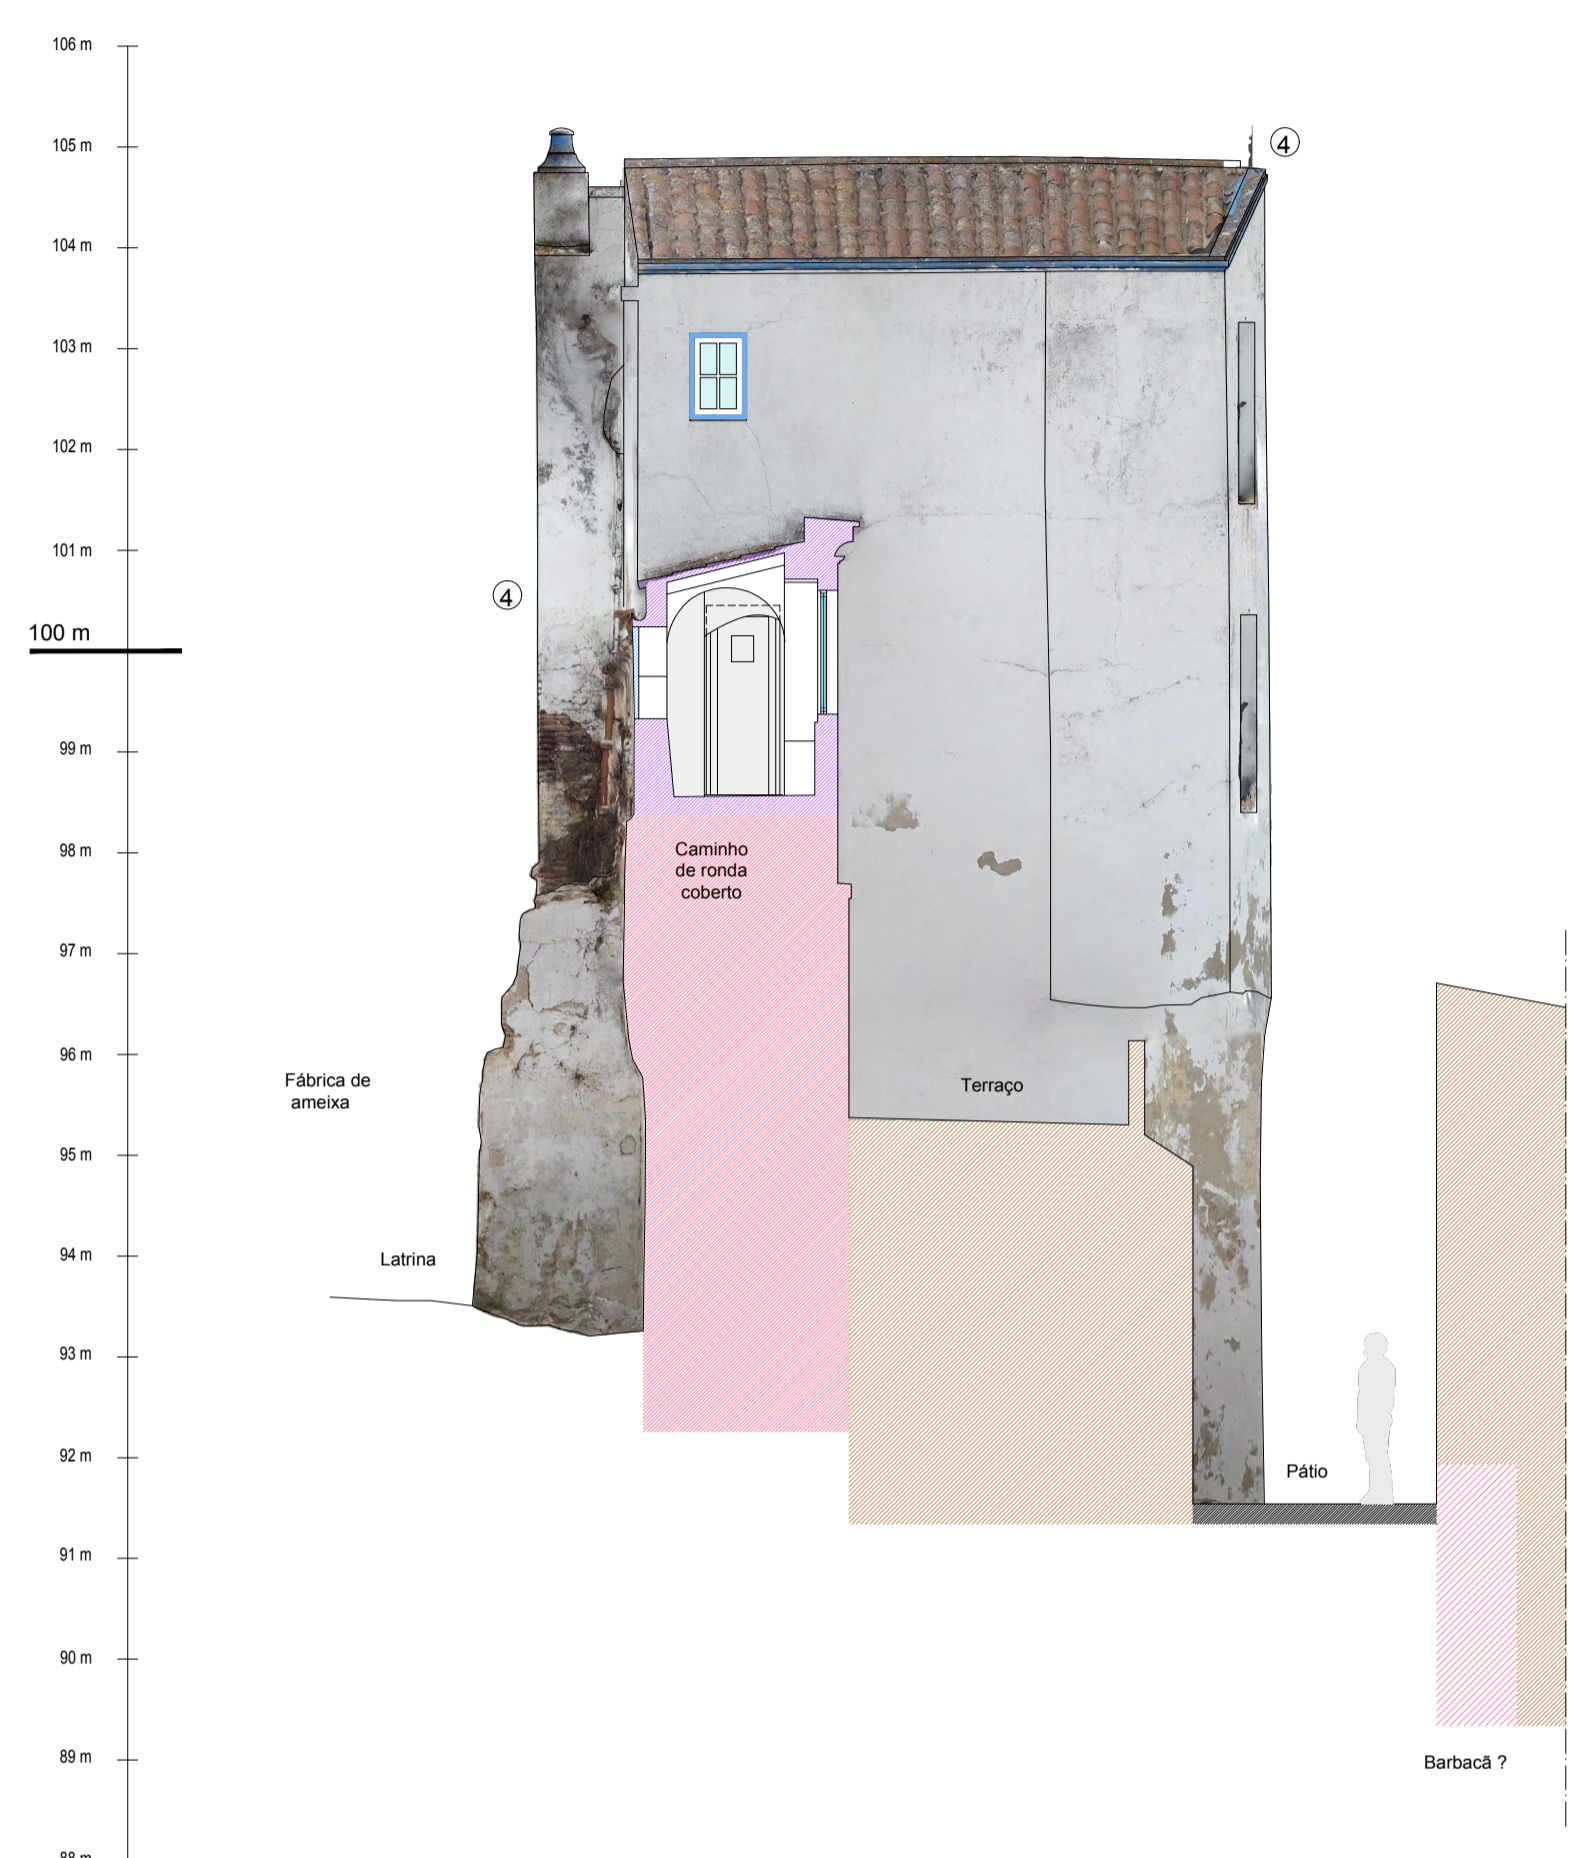 106 m
105 m
4
104 m
103 m
102 m
101 m
4
100 m
99 m
98 m
Caminho
de ronda
coberto
97 m
96 m
Fábrica de
ameixa
Terraço
95 m
94 m
Latrina
93 m
92 m
Pátio
91 m
90 m
89 m
Barbacã ?
88 m